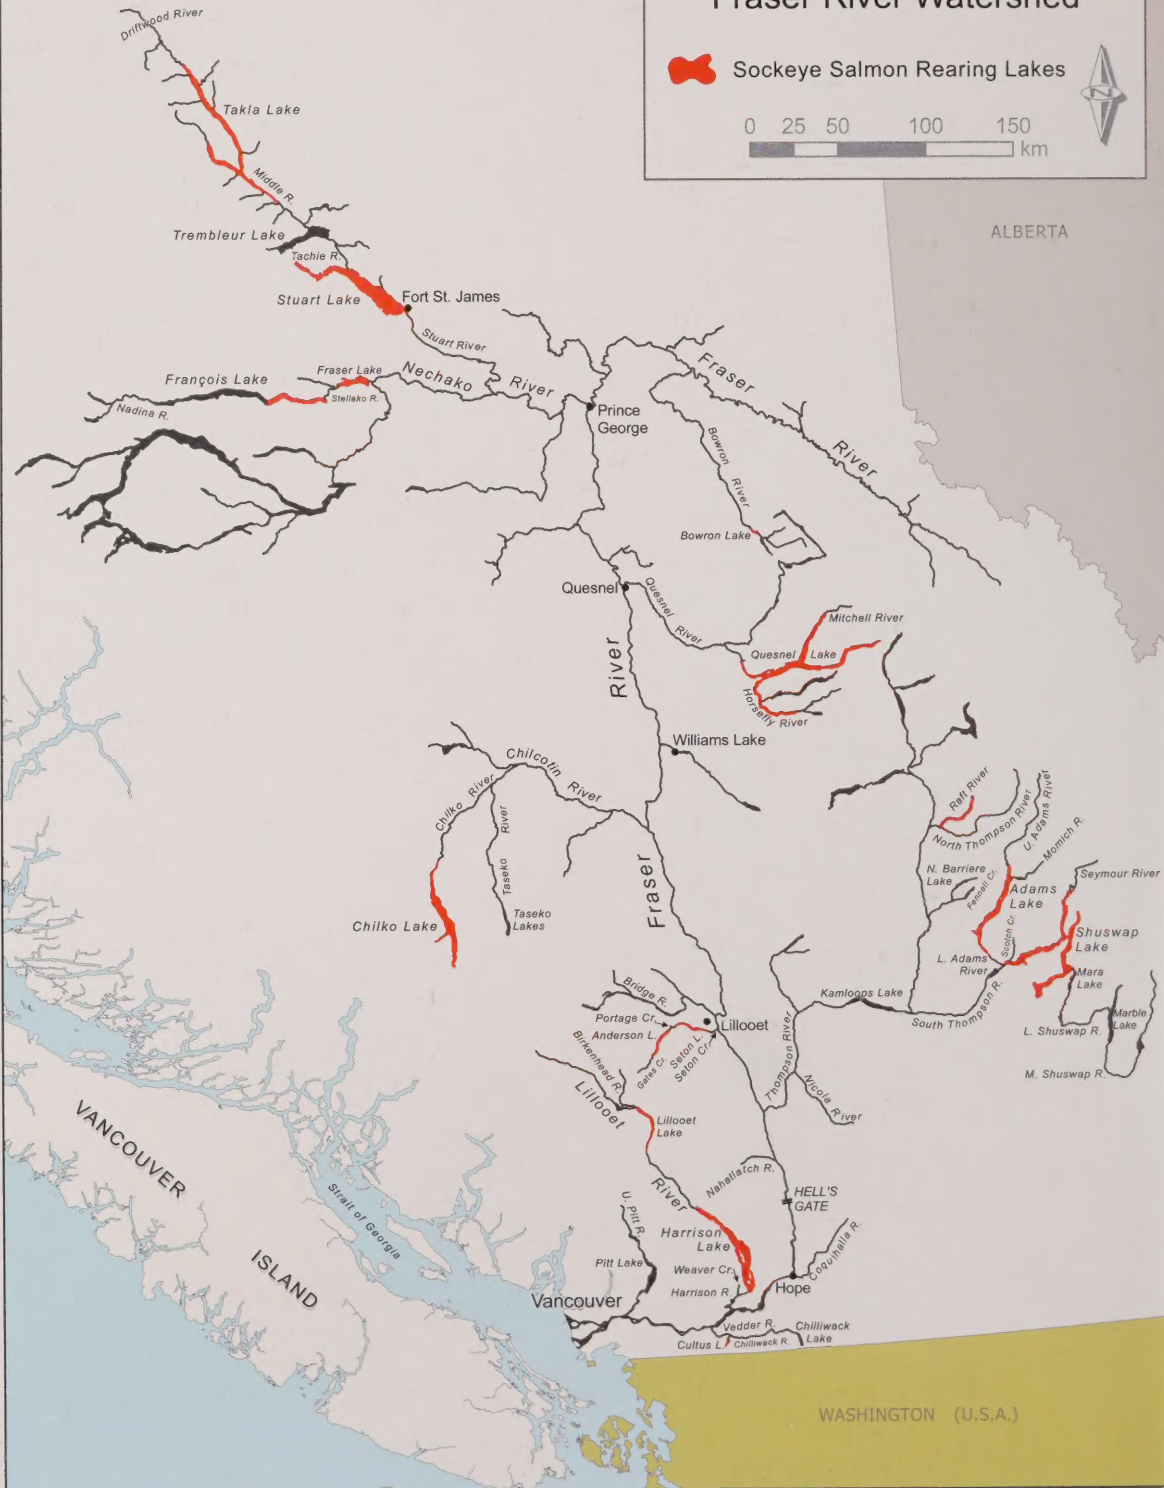 Fraser River Watershed
Sockeye Salmon Rearing Lakes
N
0 25 50 100 150
km
Driftwood River
Takla Lake
Middle R.
ALBERTA
Trembleur Lake
Tachie R.
Stuart Lake
Fort St. James
Stuart River
Fraser
River
François Lake
Fraser Lake
Nechako
River
Nadina R.
Stellako R.
Prince
George
Bowron
River
Bowron Lake
Quesnel
Quesnel
River
Mitchell River
River
Quesnel Lake
Horsefly River
Williams Lake
Chilcotin
River
Chilko River
River
Taseko
Raft River
North Thompson River
U. Adams River
Momich R.
Fraser
N. Barriere
Lake
Fennell Cr.
Seymour River
Adams
Lake
Chilko Lake
Taseko
Lakes
Scotch Cr.
Shuswap
Lake
L. Adams
River
Mara
Lake
Kamloops Lake
South Thompson R.
Bridge R.
Portage Cr.
Anderson L.
Lillooet
Seton L.
Seton Cr.
Gates Cr.
Birkenhead R.
Thompson River
L. Shuswap R.
Marble
Lake
M. Shuswap R.
Nicola River
Lillooet
Lillooet
Lake
VANCOUVER
Nahatlatch R.
River
Strait of Georgia
U. Pitt R.
HELL'S
GATE
Harrison
Lake
Coquihalla R.
ISLAND
Pitt Lake
Weaver Cr.
Harrison R.
Hope
Vancouver
Vedder R.
Chilliwack
Lake
Cultus L.
Chilliwack R.
WASHINGTON (U.S.A.)